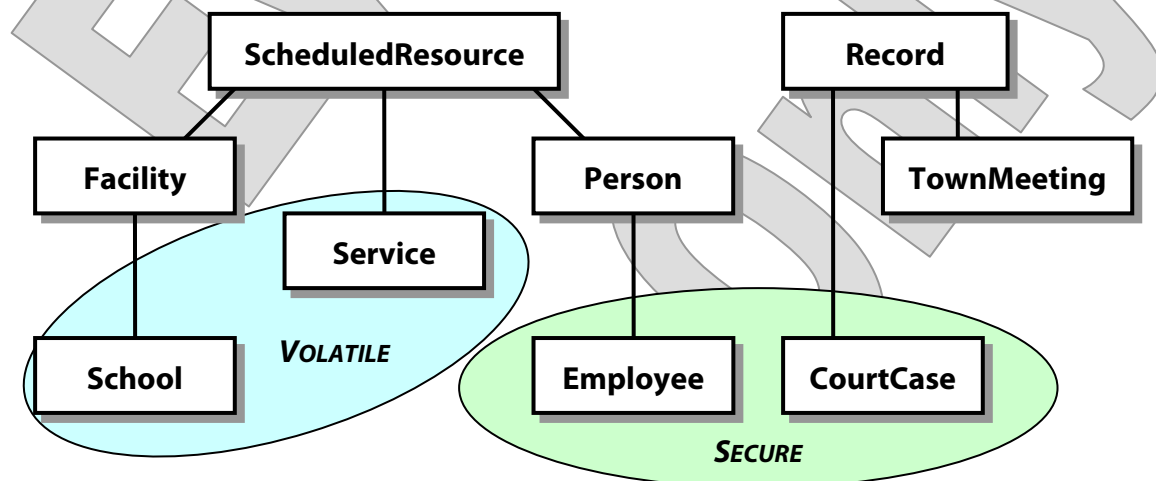 ScheduledResource
Record
Facility
Person
TownMeeting
Service
VOLATILE
School
Employee
CourtCase
SECURE